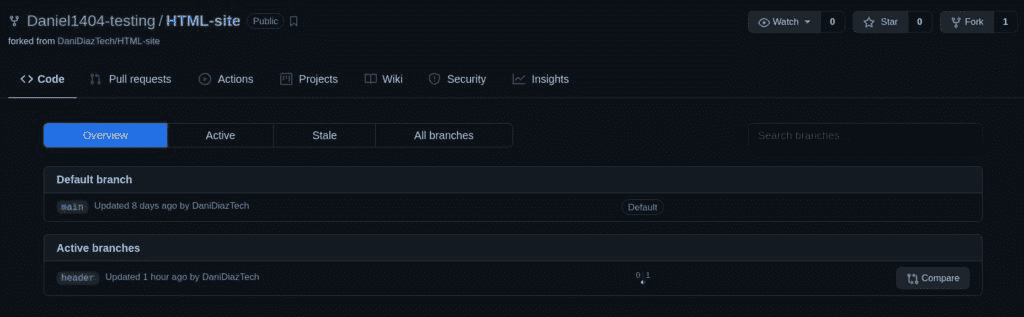 Daniel1404-testing / HTML-site Public Watch 0 Star 0 Fork 1
forked from DaniDiazTech/HTML-site
Code Pull requests Actions Projects Wiki Security Insights
Overview Active Stale All branches Search branches
Default branch
main Updated 8 days ago by DaniDiazTech Default
Active branches
header Updated 1 hour ago by DaniDiazTech 0 1 Compare